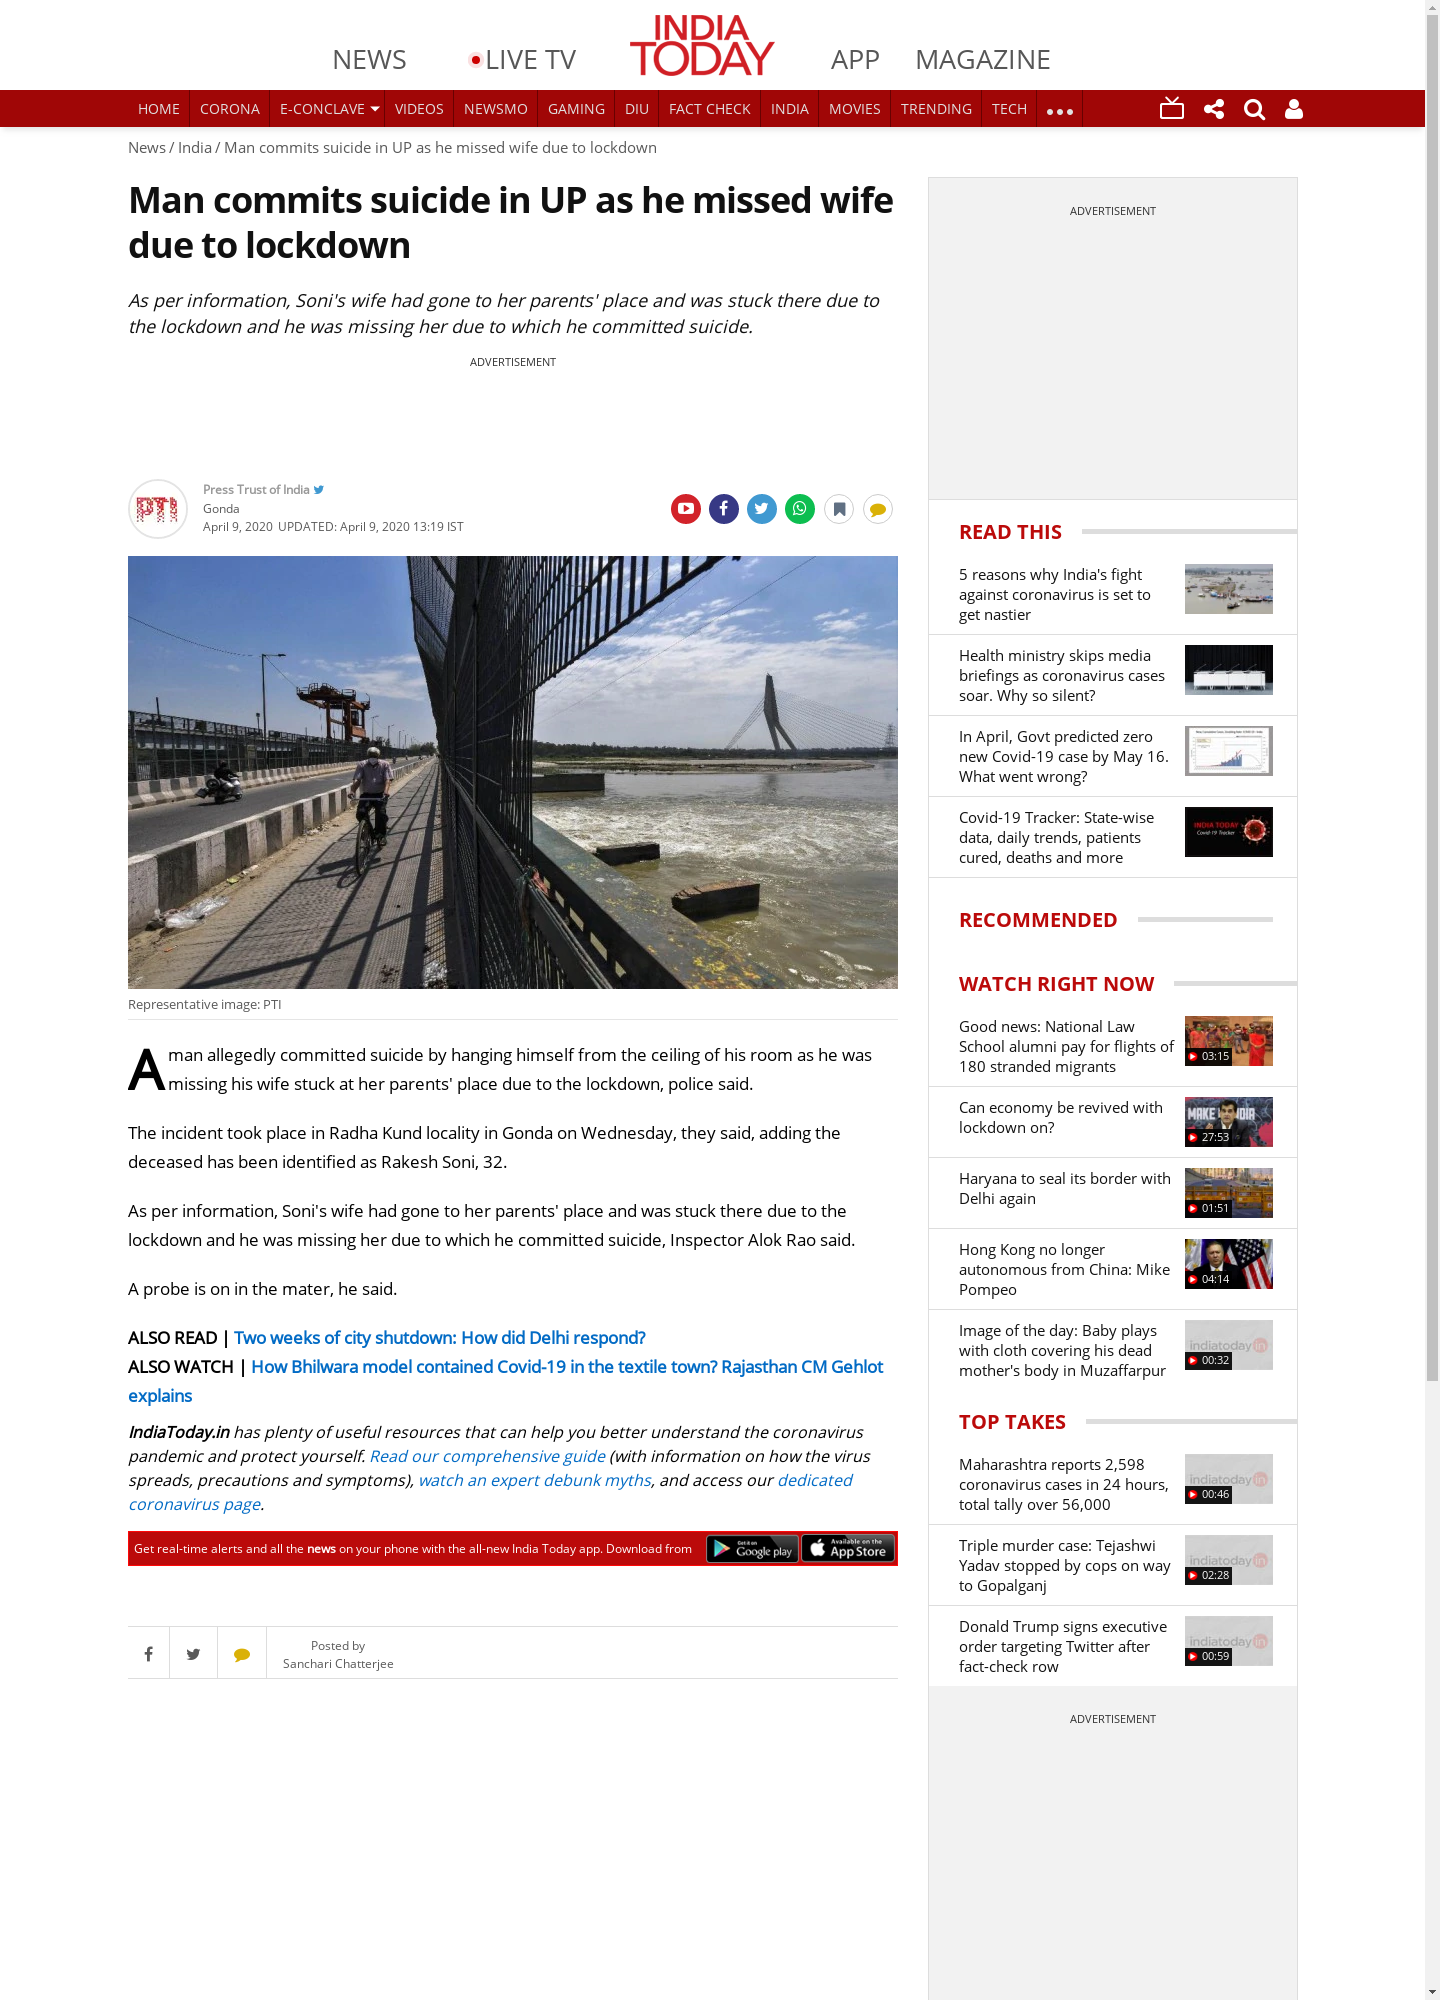 NEWS
LIVE TV
INDIA
TODAY
APP
MAGAZINE
HOME CORONA E-CONCLAVE VIDEOS NEWSMO GAMING DIU FACT CHECK INDIA MOVIES TRENDING TECH
News / India / Man commits suicide in UP as he missed wife due to lockdown
Man commits suicide in UP as he missed wife
due to lockdown
As per information, Soni's wife had gone to her parents' place and was stuck there due to
the lockdown and he was missing her due to which he committed suicide.
ADVERTISEMENT
PTI
Press Trust of India
Gonda
April 9, 2020 UPDATED: April 9, 2020 13:19 IST
Representative image: PTI
A man allegedly committed suicide by hanging himself from the ceiling of his room as he was
missing his wife stuck at her parents' place due to the lockdown, police said.
The incident took place in Radha Kund locality in Gonda on Wednesday, they said, adding the
deceased has been identified as Rakesh Soni, 32.
As per information, Soni's wife had gone to her parents' place and was stuck there due to the
lockdown and he was missing her due to which he committed suicide, Inspector Alok Rao said.
A probe is on in the mater, he said.
ALSO READ | Two weeks of city shutdown: How did Delhi respond?
ALSO WATCH | How Bhilwara model contained Covid-19 in the textile town? Rajasthan CM Gehlot
explains
IndiaToday.in has plenty of useful resources that can help you better understand the coronavirus
pandemic and protect yourself. Read our comprehensive guide (with information on how the virus
spreads, precautions and symptoms), watch an expert debunk myths, and access our dedicated
coronavirus page.
Get real-time alerts and all the news on your phone with the all-new India Today app. Download from
Get it on
Google play
Available on the
App Store
Posted by
Sanchari Chatterjee
ADVERTISEMENT
READ THIS
5 reasons why India's fight
against coronavirus is set to
get nastier
Health ministry skips media
briefings as coronavirus cases
soar. Why so silent?
In April, Govt predicted zero
new Covid-19 case by May 16.
What went wrong?
Covid-19 Tracker: State-wise
data, daily trends, patients
cured, deaths and more
INDIA TODAY
Covid-19 Tracker
RECOMMENDED
WATCH RIGHT NOW
Good news: National Law
School alumni pay for flights of
180 stranded migrants
03:15
Can economy be revived with
lockdown on?
27:53
Haryana to seal its border with
Delhi again
01:51
Hong Kong no longer
autonomous from China: Mike
Pompeo
04:14
Image of the day: Baby plays
with cloth covering his dead
mother's body in Muzaffarpur
indiatoday in
00:32
TOP TAKES
Maharashtra reports 2,598
coronavirus cases in 24 hours,
total tally over 56,000
indiatoday in
00:46
Triple murder case: Tejashwi
Yadav stopped by cops on way
to Gopalganj
indiatoday in
02:28
Donald Trump signs executive
order targeting Twitter after
fact-check row
indiatoday in
00:59
ADVERTISEMENT